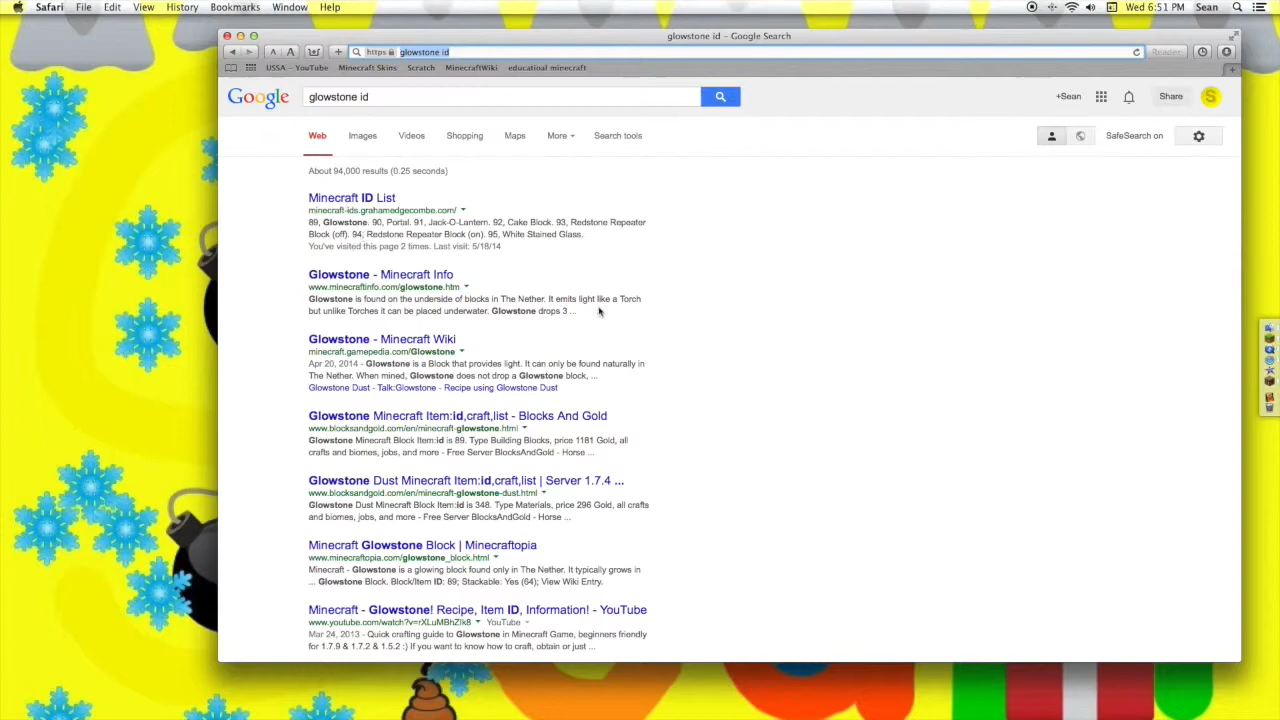 Safari File Edit View History Bookmarks Window Help Wed 6:51 PM Sean
glowstone id – Google Search
A A https glowstone id Reader
USSA – YouTube Minecraft Skins Scratch MinecraftWiki educatioal minecraft
Google glowstone id +Sean Share S
Web Images Videos Shopping Maps More Search tools SafeSearch on
About 94,000 results (0.25 seconds)
Minecraft ID List
minecraft-ids.grahamedgecombe.com/
89, Glowstone. 90, Portal. 91, Jack-O-Lantern. 92, Cake Block. 93, Redstone Repeater
Block (off). 94, Redstone Repeater Block (on). 95, White Stained Glass.
You've visited this page 2 times. Last visit: 5/18/14
Glowstone - Minecraft Info
www.minecraftinfo.com/glowstone.htm
Glowstone is found on the underside of blocks in The Nether. It emits light like a Torch
but unlike Torches it can be placed underwater. Glowstone drops 3 ...
Glowstone - Minecraft Wiki
minecraft.gamepedia.com/Glowstone
Apr 20, 2014 - Glowstone is a Block that provides light. It can only be found naturally in
The Nether. When mined, Glowstone does not drop a Glowstone block, ...
Glowstone Dust - Talk:Glowstone - Recipe using Glowstone Dust
Glowstone Minecraft Item:id,craft,list - Blocks And Gold
www.blocksandgold.com/en/minecraft-glowstone.html
Glowstone Minecraft Block Item:id is 89. Type Building Blocks, price 1181 Gold, all
crafts and biomes, jobs, and more - Free Server BlocksAndGold - Horse ...
Glowstone Dust Minecraft Item:id,craft,list | Server 1.7.4 ...
www.blocksandgold.com/en/minecraft-glowstone-dust.html
Glowstone Dust Minecraft Block Item:id is 348. Type Materials, price 296 Gold, all crafts
and biomes, jobs, and more - Free Server BlocksAndGold - Horse ...
Minecraft Glowstone Block | Minecraftopia
www.minecraftopia.com/glowstone_block.html
Minecraft - Glowstone is a glowing block found only in The Nether. It typically grows in
... Glowstone Block. Block/Item ID: 89; Stackable: Yes (64); View Wiki Entry.
Minecraft - Glowstone! Recipe, Item ID, Information! - YouTube
www.youtube.com/watch?v=rXLuMBhZIk8 YouTube
Mar 24, 2013 - Quick crafting guide to Glowstone in Minecraft Game, beginners friendly
for 1.7.9 & 1.7.2 & 1.5.2 :) If you want to know how to craft, obtain or just ...